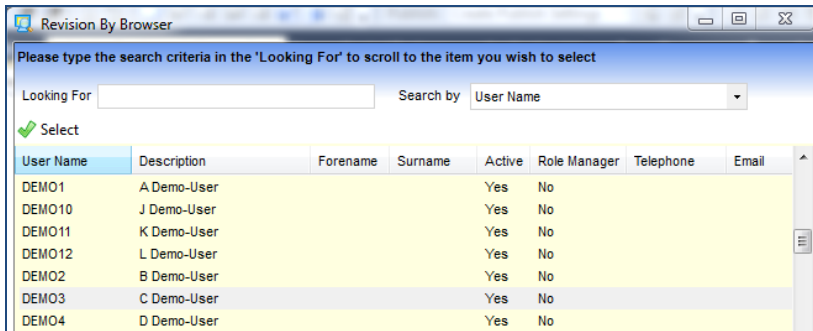 Revision By Browser
Please type the search criteria in the 'Looking For' to scroll to the item you wish to select
Looking For Search by User Name
Select
User Name Description Forename Surname Active Role Manager Telephone Email
DEMO1 A Demo-User Yes No
DEMO10 J Demo-User Yes No
DEMO11 K Demo-User Yes No
DEMO12 L Demo-User Yes No
DEMO2 B Demo-User Yes No
DEMO3 C Demo-User Yes No
DEMO4 D Demo-User Yes No